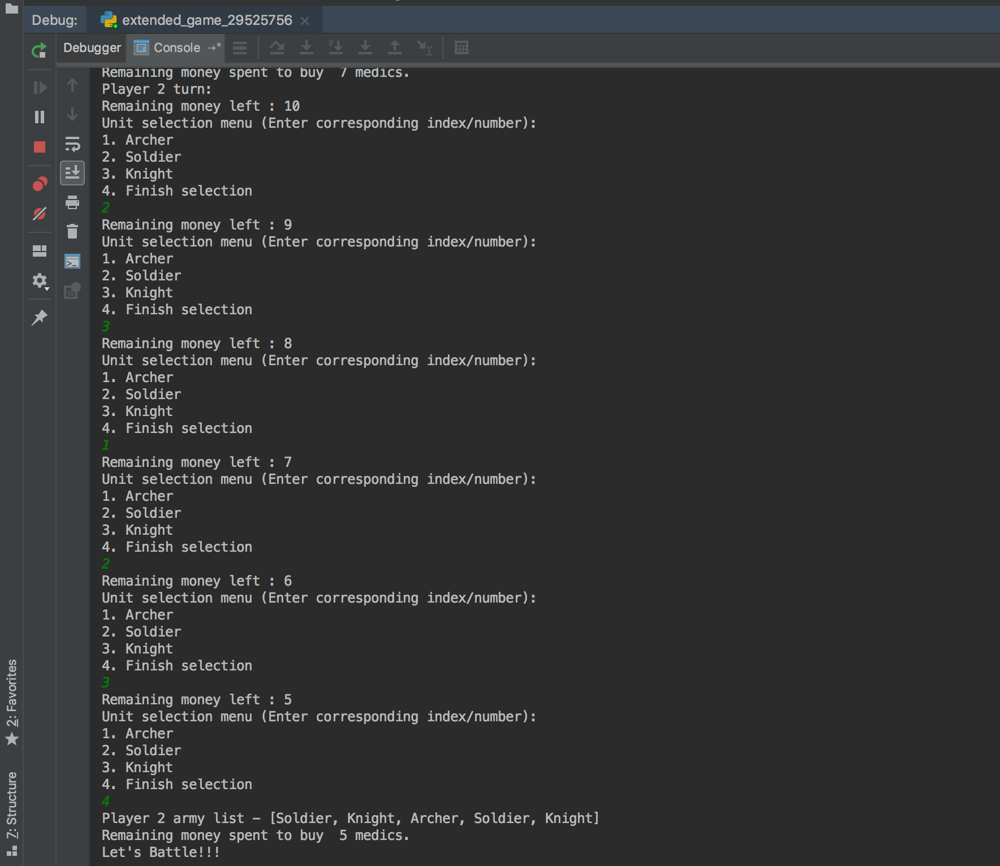 Debug:
extended_game_29525756
Debugger
Console
Remaining money spent to buy  7 medics.
Player 2 turn:
Remaining money left : 10
Unit selection menu (Enter corresponding index/number):
1. Archer
2. Soldier
3. Knight
4. Finish selection
2
Remaining money left : 9
Unit selection menu (Enter corresponding index/number):
1. Archer
2. Soldier
3. Knight
4. Finish selection
3
Remaining money left : 8
Unit selection menu (Enter corresponding index/number):
1. Archer
2. Soldier
3. Knight
4. Finish selection
1
Remaining money left : 7
Unit selection menu (Enter corresponding index/number):
1. Archer
2. Soldier
3. Knight
4. Finish selection
2
Remaining money left : 6
Unit selection menu (Enter corresponding index/number):
1. Archer
2. Soldier
3. Knight
4. Finish selection
3
Remaining money left : 5
Unit selection menu (Enter corresponding index/number):
1. Archer
2. Soldier
3. Knight
4. Finish selection
4
Player 2 army list – [Soldier, Knight, Archer, Soldier, Knight]
Remaining money spent to buy  5 medics.
Let's Battle!!!
2: Favorites
7: Structure